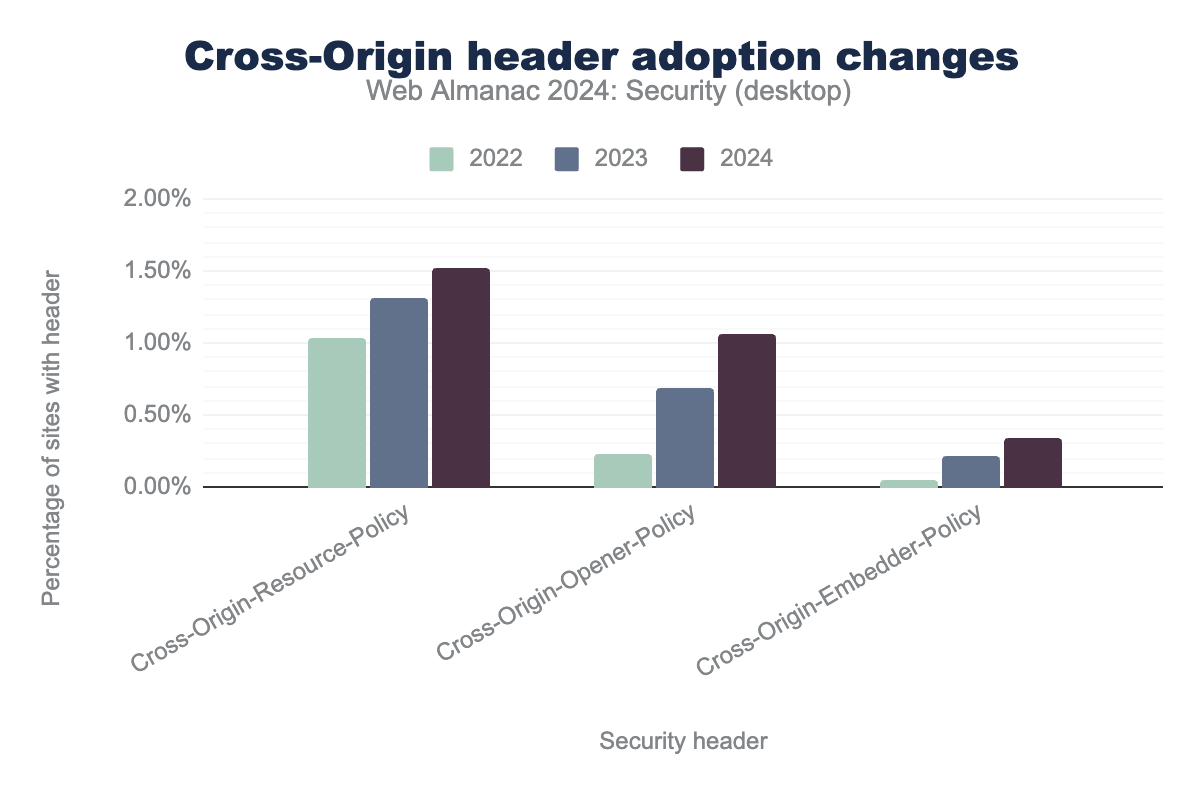 Cross-Origin header adoption changes
Web Almanac 2024: Security (desktop)
2022 2023 2024
Percentage of sites with header
2.00%
1.50%
1.00%
0.50%
0.00%
Cross-Origin-Resource-Policy
Cross-Origin-Opener-Policy
Cross-Origin-Embedder-Policy
Security header